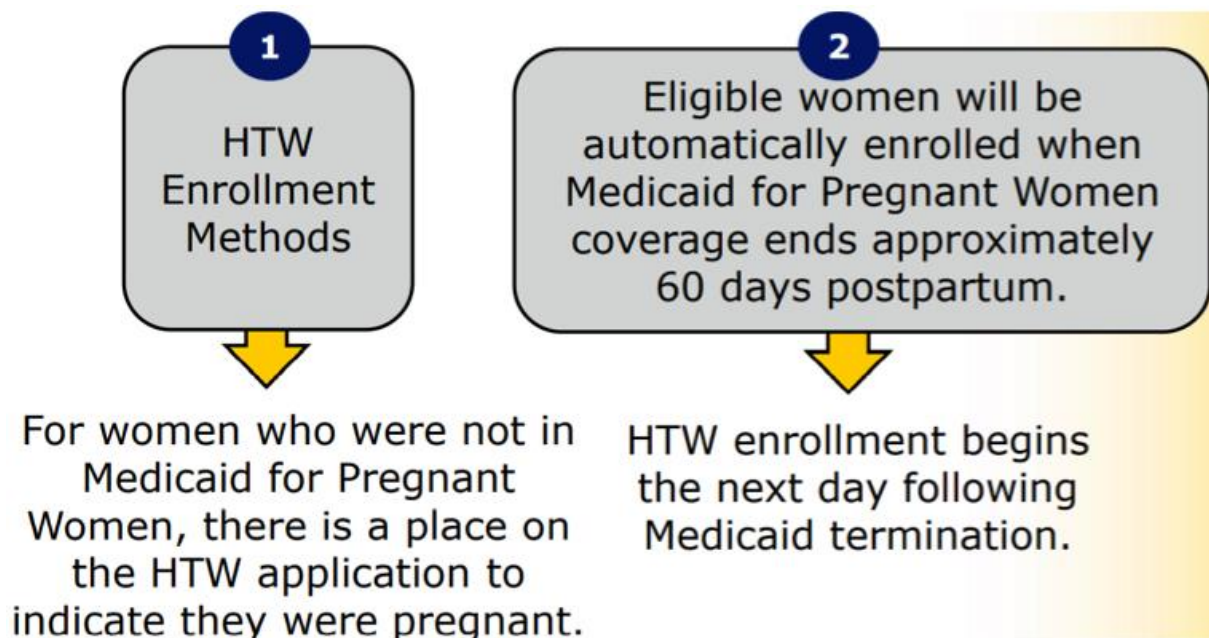 1
HTW
Enrollment
Methods
For women who were not in
Medicaid for Pregnant
Women, there is a place on
the HTW application to
indicate they were pregnant.
2
Eligible women will be
automatically enrolled when
Medicaid for Pregnant Women
coverage ends approximately
60 days postpartum.
HTW enrollment begins
the next day following
Medicaid termination.